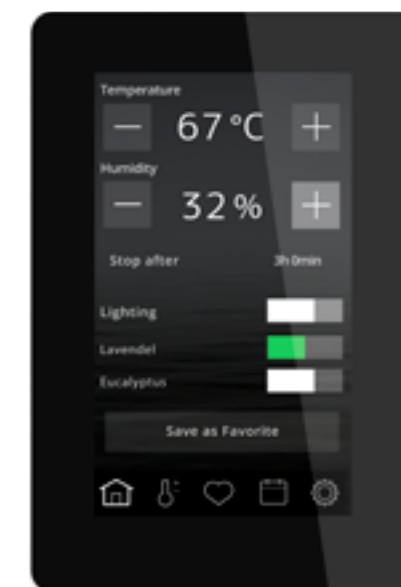 Temperature
67 °C
Humidity
32 %
Stop after 3h 0min
Lighting
Lavendel
Eucalyptus
Save as Favorite